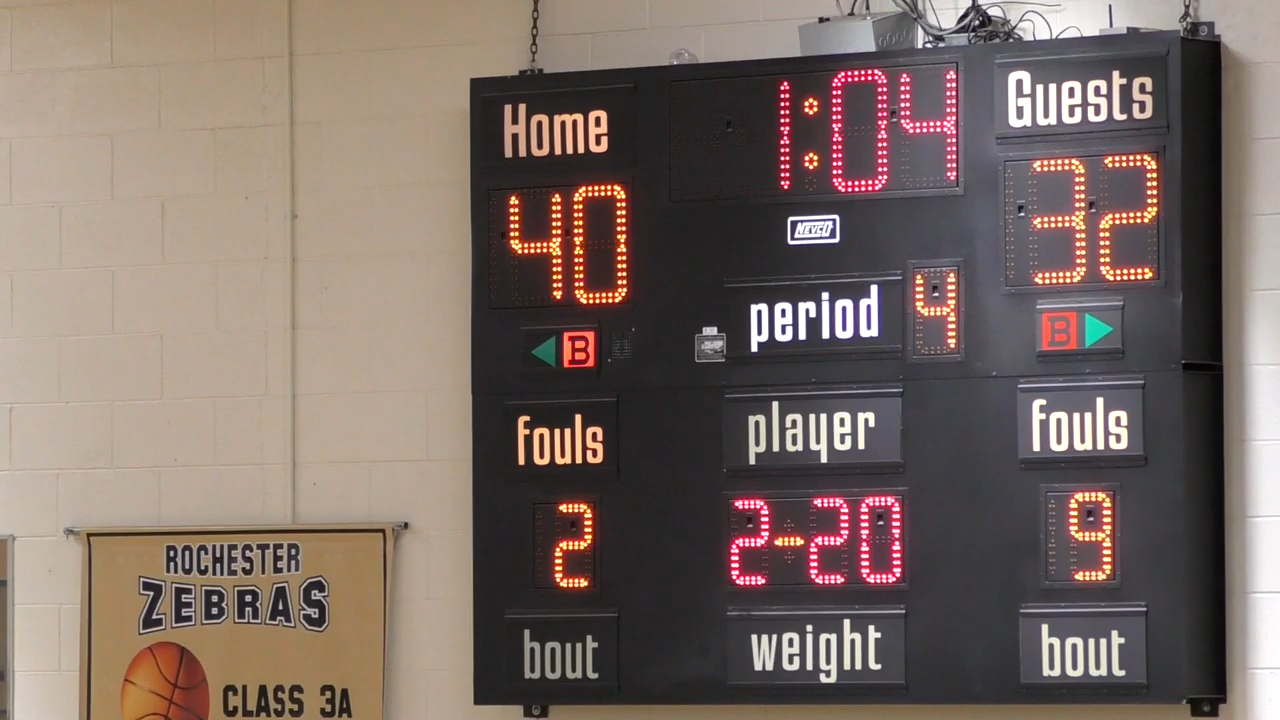 Home
1:04
Guests
40
32
NEVCO
period
4
B
B
fouls
player
fouls
2
2-20
9
bout
weight
bout
ROCHESTER
ZEBRAS
CLASS 3A